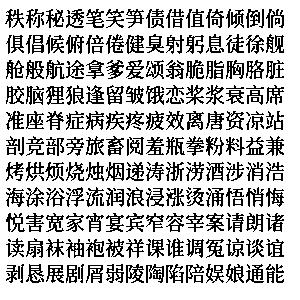 秩称秘透笔笑笋债借值倚倾倒倘
俱倡候俯倍倦健臭射躬息徒徐舰
舱般航途拿爹爱颂翁脆脂胸胳脏
胶脑狸狼逢留皱饿恋桨浆衰高席
准座脊症病疾疼疲效离唐资凉站
剖竞部旁旅畜阅羞瓶拳粉料益兼
烤烘烦烧烛烟递涛浙涝酒涉消浩
海涂浴浮流润浪浸涨烫涌悟悄悔
悦害宽家宵宴宾窄容宰案请朗诸
读扇袜袖袍被祥课谁调冤谅谈谊
剥恳展剧屑弱陵陶陷陪娱娘通能